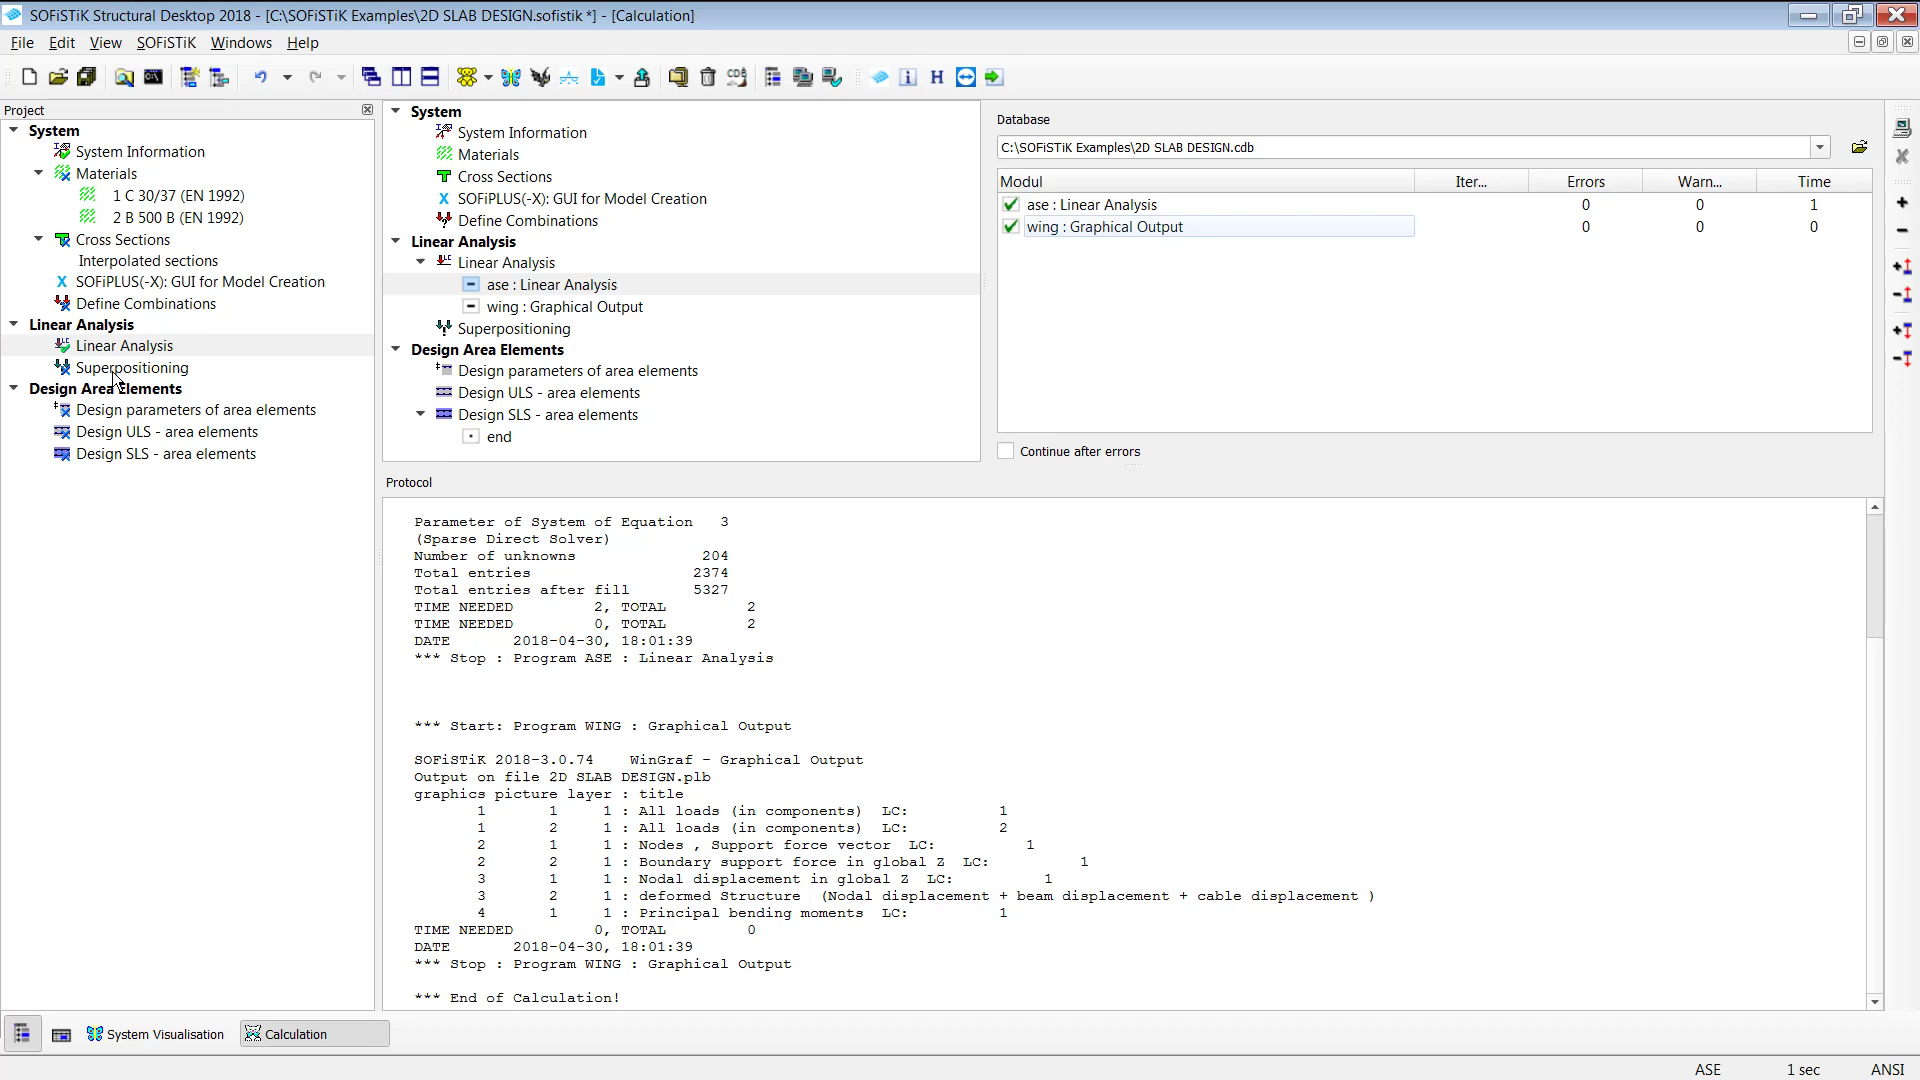 SOFiSTiK Structural Desktop 2018 - [C:\SOFiSTiK Examples\2D SLAB DESIGN.sofistik *] - [Calculation]
File Edit View SOFiSTiK Windows Help
Project
System
System Information
Materials
1 C 30/37 (EN 1992)
2 B 500 B (EN 1992)
Cross Sections
Interpolated sections
SOFiPLUS(-X): GUI for Model Creation
Define Combinations
Linear Analysis
Linear Analysis
Superpositioning
Design Area Elements
Design parameters of area elements
Design ULS - area elements
Design SLS - area elements
System
System Information
Materials
Cross Sections
SOFiPLUS(-X): GUI for Model Creation
Define Combinations
Linear Analysis
Linear Analysis
ase : Linear Analysis
wing : Graphical Output
Superpositioning
Design Area Elements
Design parameters of area elements
Design ULS - area elements
Design SLS - area elements
end
Database
C:\SOFiSTiK Examples\2D SLAB DESIGN.cdb
Modul Iter... Errors Warn... Time
ase : Linear Analysis 0 0 1
wing : Graphical Output 0 0 0
Continue after errors
Protocol
Parameter of System of Equation 3
(Sparse Direct Solver)
Number of unknowns 204
Total entries 2374
Total entries after fill 5327
TIME NEEDED 2, TOTAL 2
TIME NEEDED 0, TOTAL 2
DATE 2018-04-30, 18:01:39
*** Stop : Program ASE : Linear Analysis
*** Start: Program WING : Graphical Output
SOFiSTiK 2018-3.0.74 WinGraf - Graphical Output
Output on file 2D SLAB DESIGN.plb
graphics picture layer : title
1 1 1 : All loads (in components) LC: 1
1 2 1 : All loads (in components) LC: 2
2 1 1 : Nodes , Support force vector LC: 1
2 2 1 : Boundary support force in global Z LC: 1
3 1 1 : Nodal displacement in global Z LC: 1
3 2 1 : deformed Structure (Nodal displacement + beam displacement + cable displacement )
4 1 1 : Principal bending moments LC: 1
TIME NEEDED 0, TOTAL 0
DATE 2018-04-30, 18:01:39
*** Stop : Program WING : Graphical Output
*** End of Calculation!
System Visualisation Calculation
ASE 1 sec ANSI